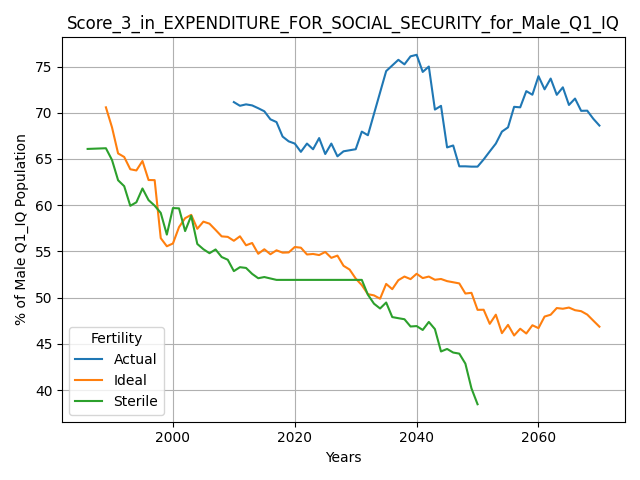 Score_3_in_EXPENDITURE_FOR_SOCIAL_SECURITY_for_Male_Q1_IQ
% of Male Q1_IQ Population
75
70
65
60
55
50
45
40
Fertility
Actual
Ideal
Sterile
2000
2020
2040
2060
Years